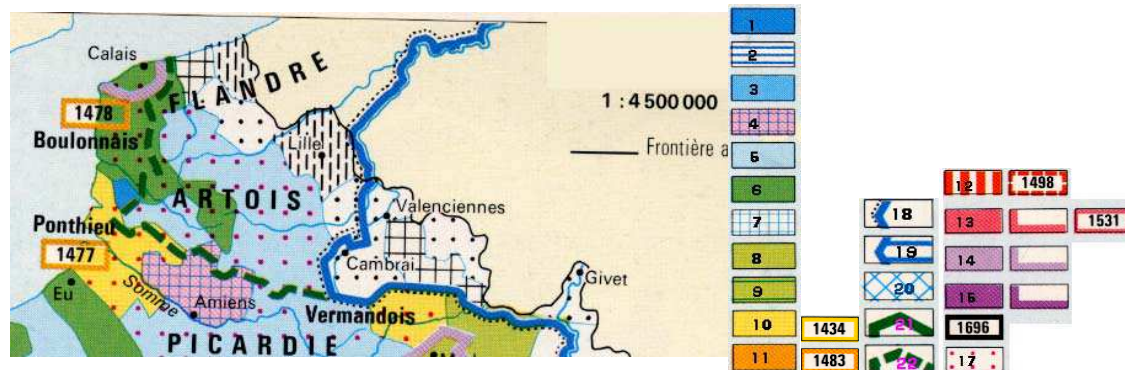 Calais
FLANDRE
1 : 4 500 000
1478
Boulonnais
Lille
Frontière a
ARTOIS
Valenciennes
Ponthieu
1477
Cambrai
Givet
Eu
Somme
Amiens
Vermandois
PICARDIE
1
2
3
4
5
6
7
8
9
10
1434
11
1483
12
1498
18
13
1531
19
14
20
15
21
1696
22
17